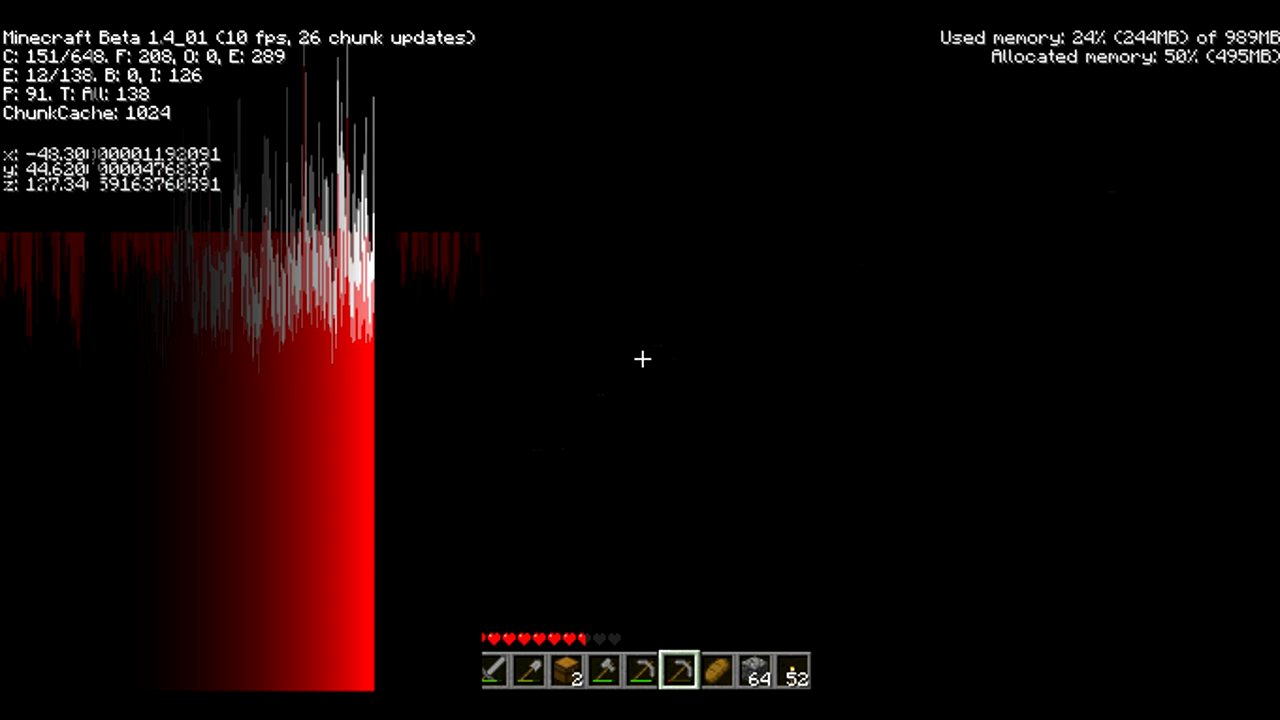 Minecraft Beta 1.4_01 (10 fps, 26 chunk updates)
Used memory: 24% (244MB) of 989MB
C: 151/648. F: 208, O: 0, E: 289
Allocated memory: 50% (495MB)
E: 12/138. B: 0, I: 126
P: 91. T: All: 138
ChunkCache: 1024
x:
y:
z:
2
64
52